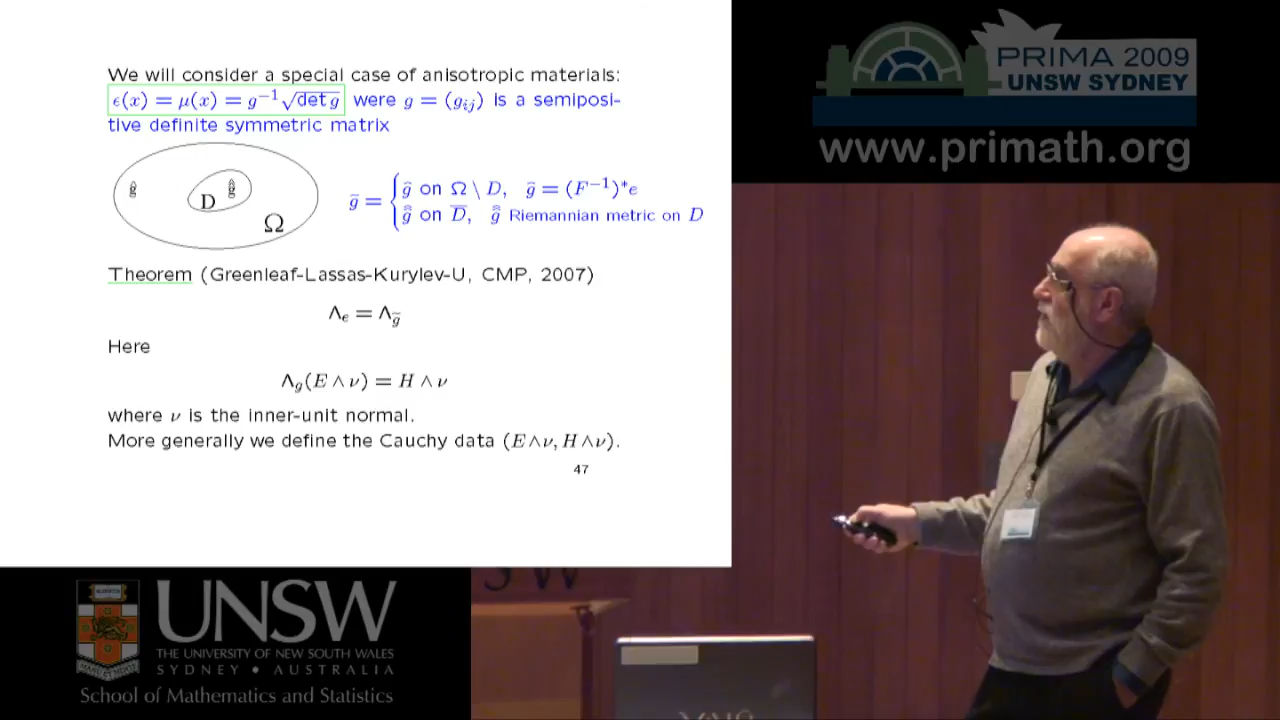 We will consider a special case of anisotropic materials:
ϵ(x) = μ(x) = g⁻¹√det g were g = (g_ij) is a semiposi-
tive definite symmetric matrix
ĝ
D
g
Ω
g̃ = { ĝ on Ω \ D, ĝ = (F⁻¹)*e
g on D̅, g Riemannian metric on D
Theorem (Greenleaf-Lassas-Kurylev-U, CMP, 2007)
Λ_e = Λ_g̃
Here
Λ_g(E ∧ ν) = H ∧ ν
where ν is the inner-unit normal.
More generally we define the Cauchy data (E∧ν, H∧ν).
47
PRIMA 2009
UNSW SYDNEY
www.primath.org
UNSW
THE UNIVERSITY OF NEW SOUTH WALES
SYDNEY • AUSTRALIA
School of Mathematics and Statistics